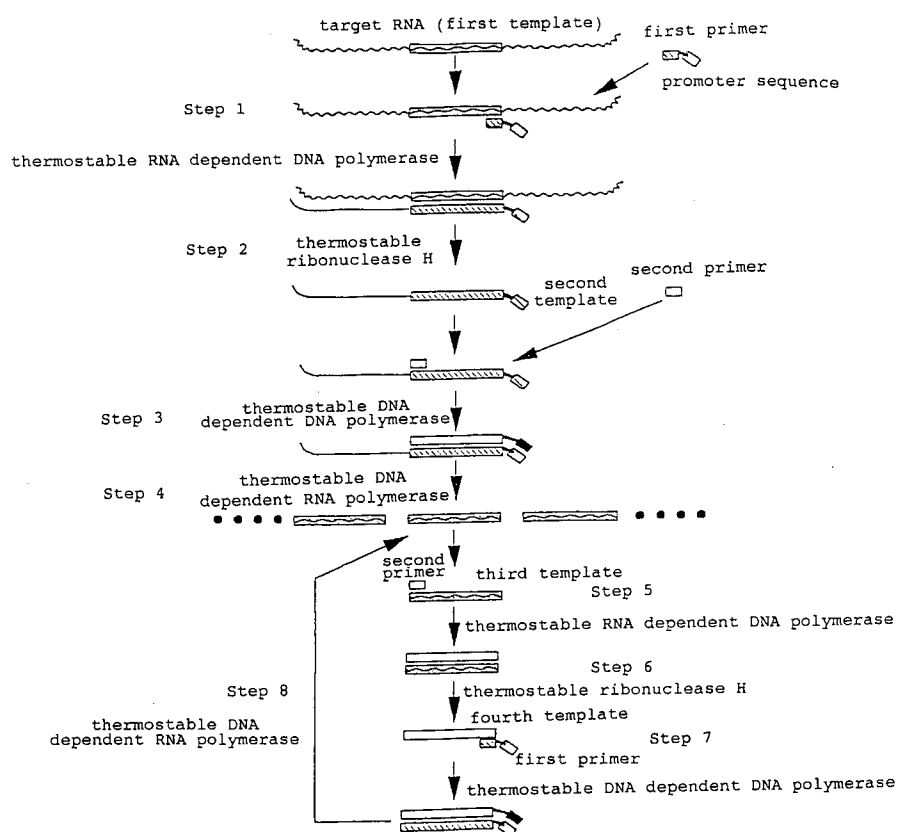 target RNA (first template)
first primer
promoter sequence
Step 1
thermostable RNA dependent DNA polymerase
Step 2
thermostable
ribonuclease H
second
template
second primer
Step 3
thermostable DNA
dependent DNA polymerase
Step 4
thermostable DNA
dependent RNA polymerase
second
primer
third template
Step 5
thermostable RNA dependent DNA polymerase
Step 6
Step 8
thermostable ribonuclease H
thermostable DNA
dependent RNA polymerase
fourth template
Step 7
first primer
thermostable DNA dependent DNA polymerase